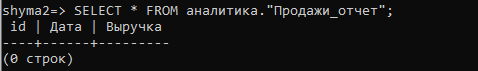 shyma2=> SELECT * FROM аналитика."Продажи_отчет";
 id | Дата | Выручка
----+------+---------
(0 строк)